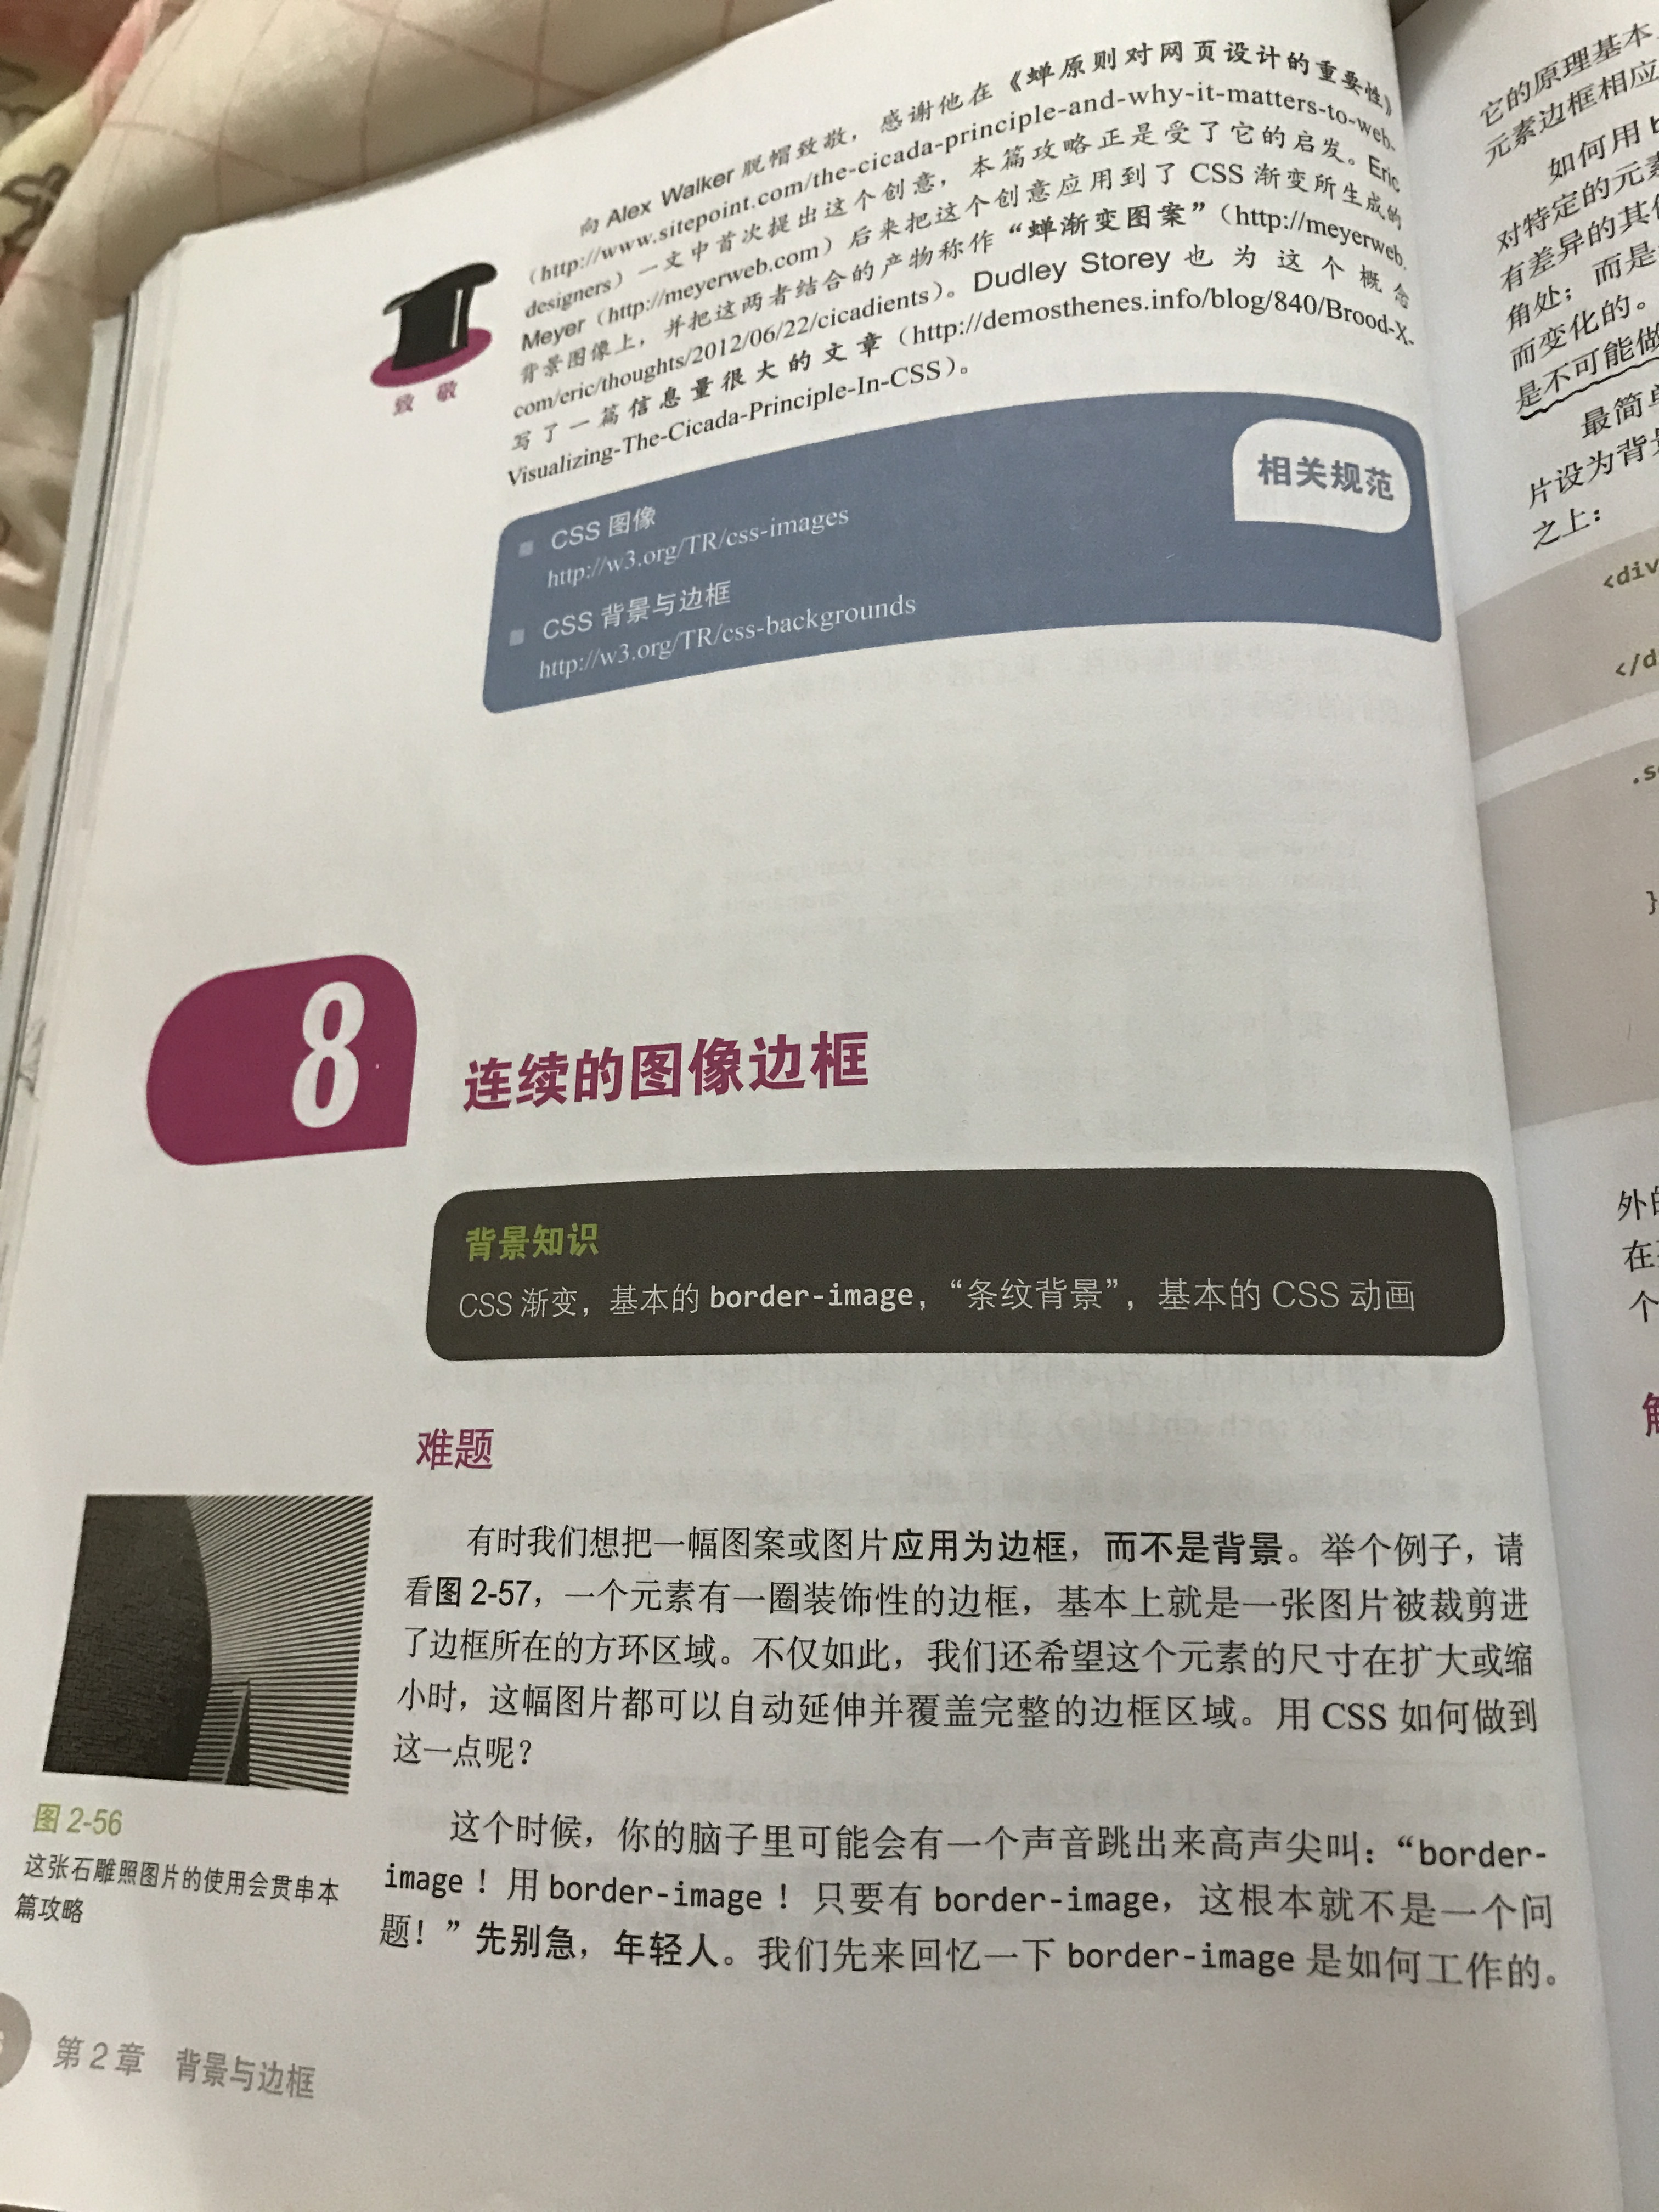 向 Alex Walker 脱帽致敬，感谢他在《蝉原则对网页设计的重要性》
（http://www.sitepoint.com/the-cicada-principle-and-why-it-matters-to-web-
designers）一文中首次提出这个创意，本篇攻略正是受了它的启发。Eric
Meyer（http://meyerweb.com）后来把这个创意应用到了 CSS 渐变所生成的
背景图像上，并把这两者结合的产物称作“蝉渐变图案”（http://meyerweb.
com/eric/thoughts/2012/06/22/cicadients）。Dudley Storey 也为这个概念
写了一篇信息量很大的文章（http://demosthenes.info/blog/840/Brood-X-
Visualizing-The-Cicada-Principle-In-CSS）。
致敬
相关规范
■ CSS 图像
http://w3.org/TR/css-images
■ CSS 背景与边框
http://w3.org/TR/css-backgrounds
8
连续的图像边框
背景知识
CSS 渐变，基本的 border-image，“条纹背景”，基本的 CSS 动画
难题
有时我们想把一幅图案或图片应用为边框，而不是背景。举个例子，请
看图 2-57，一个元素有一圈装饰性的边框，基本上就是一张图片被裁剪进
了边框所在的方环区域。不仅如此，我们还希望这个元素的尺寸在扩大或缩
小时，这幅图片都可以自动延伸并覆盖完整的边框区域。用 CSS 如何做到
这一点呢？
图 2-56
这张石雕照图片的使用会贯串本
篇攻略
这个时候，你的脑子里可能会有一个声音跳出来高声尖叫：“border-
image！用 border-image！只要有 border-image，这根本就不是一个问
题！”先别急，年轻人。我们先来回忆一下 border-image 是如何工作的。
第 2 章 背景与边框
它的原理基本
元素边框相应
如何用 b
对特定的元素
有差异的其
角处；而是
而变化的。
是不可能做
最简单
片设为背景
之上：
<div
</d
.s
}
外的
在
个